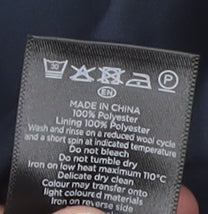 EN
MADE IN CHINA
100% Polyester
Lining 100% Polyester
Wash and rinse on a reduced wool cycle
and a short spin at indicated temperature
Do not bleach
Do not tumble dry
Iron on low heat maximum 110°C
Delicate dry clean
Colour may transfer onto
light coloured materials
Iron on reverse side